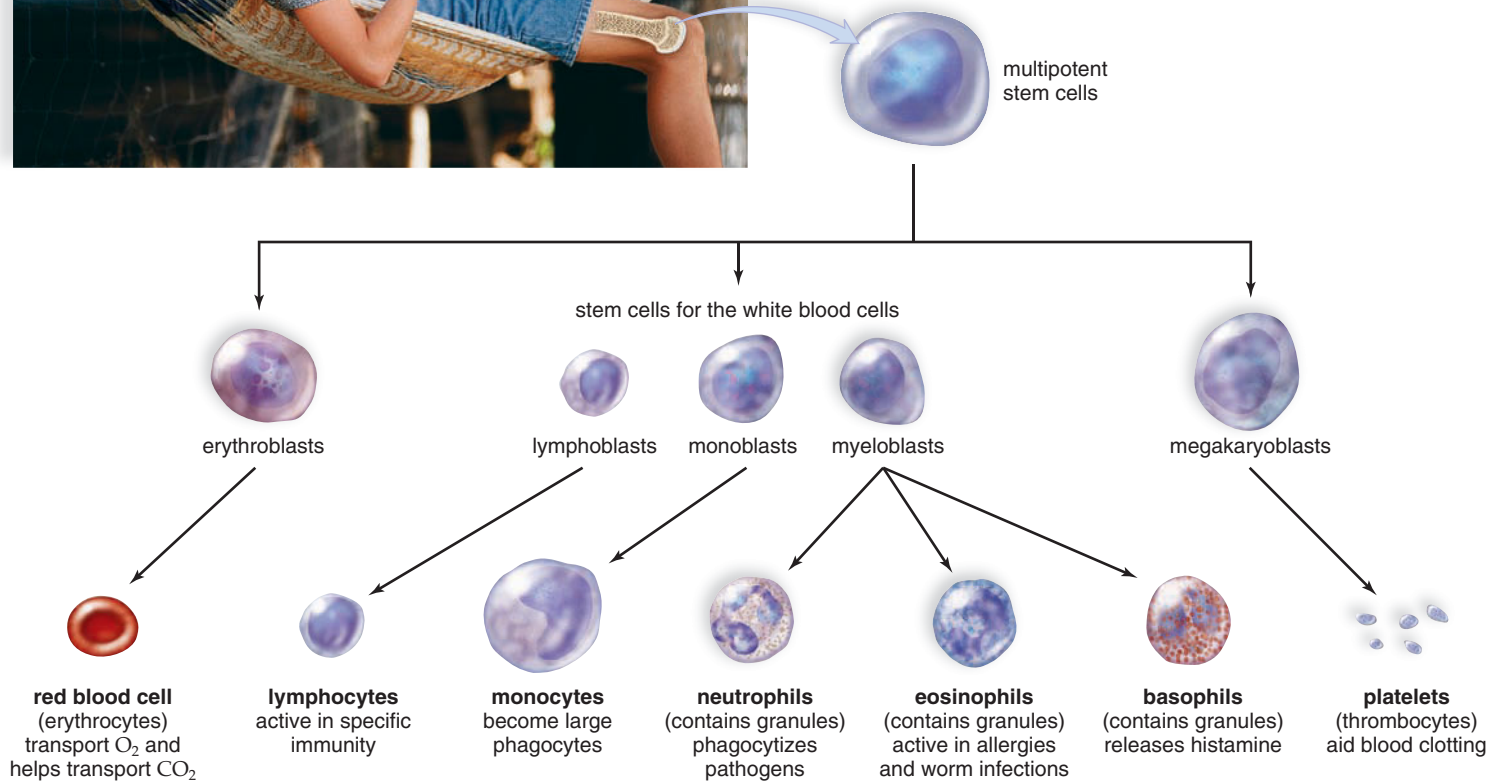 multipotent
stem cells
stem cells for the white blood cells
erythroblasts
lymphoblasts
monoblasts
myeloblasts
megakaryoblasts
red blood cell
(erythrocytes)
transport O₂ and
helps transport CO₂
lymphocytes
active in specific
immunity
monocytes
become large
phagocytes
neutrophils
(contains granules)
phagocytizes
pathogens
eosinophils
(contains granules)
active in allergies
and worm infections
basophils
(contains granules)
releases histamine
platelets
(thrombocytes)
aid blood clotting